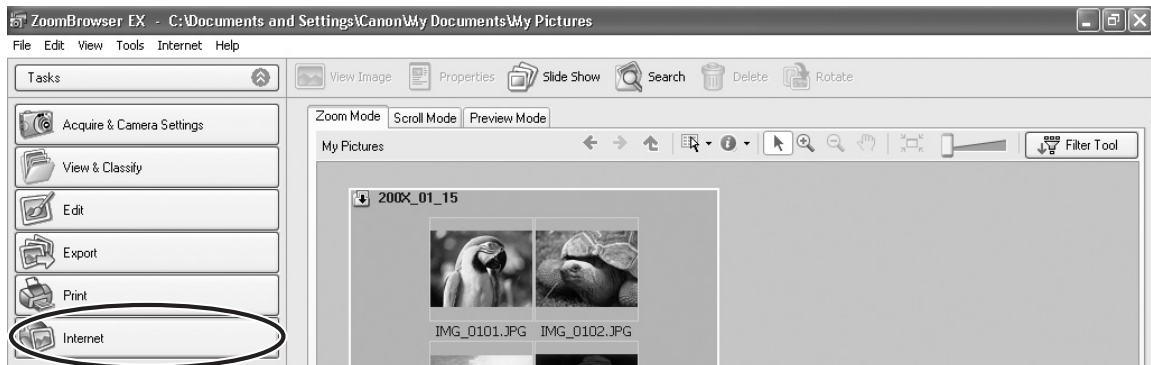 ZoomBrowser EX - C:\Documents and Settings\Canon\My Documents\My Pictures
File Edit View Tools Internet Help
Tasks
View Image Properties Slide Show Search Delete Rotate
Acquire & Camera Settings
View & Classify
Edit
Export
Print
Internet
Zoom Mode Scroll Mode Preview Mode
My Pictures
Filter Tool
200X_01_15
IMG_0101.JPG IMG_0102.JPG